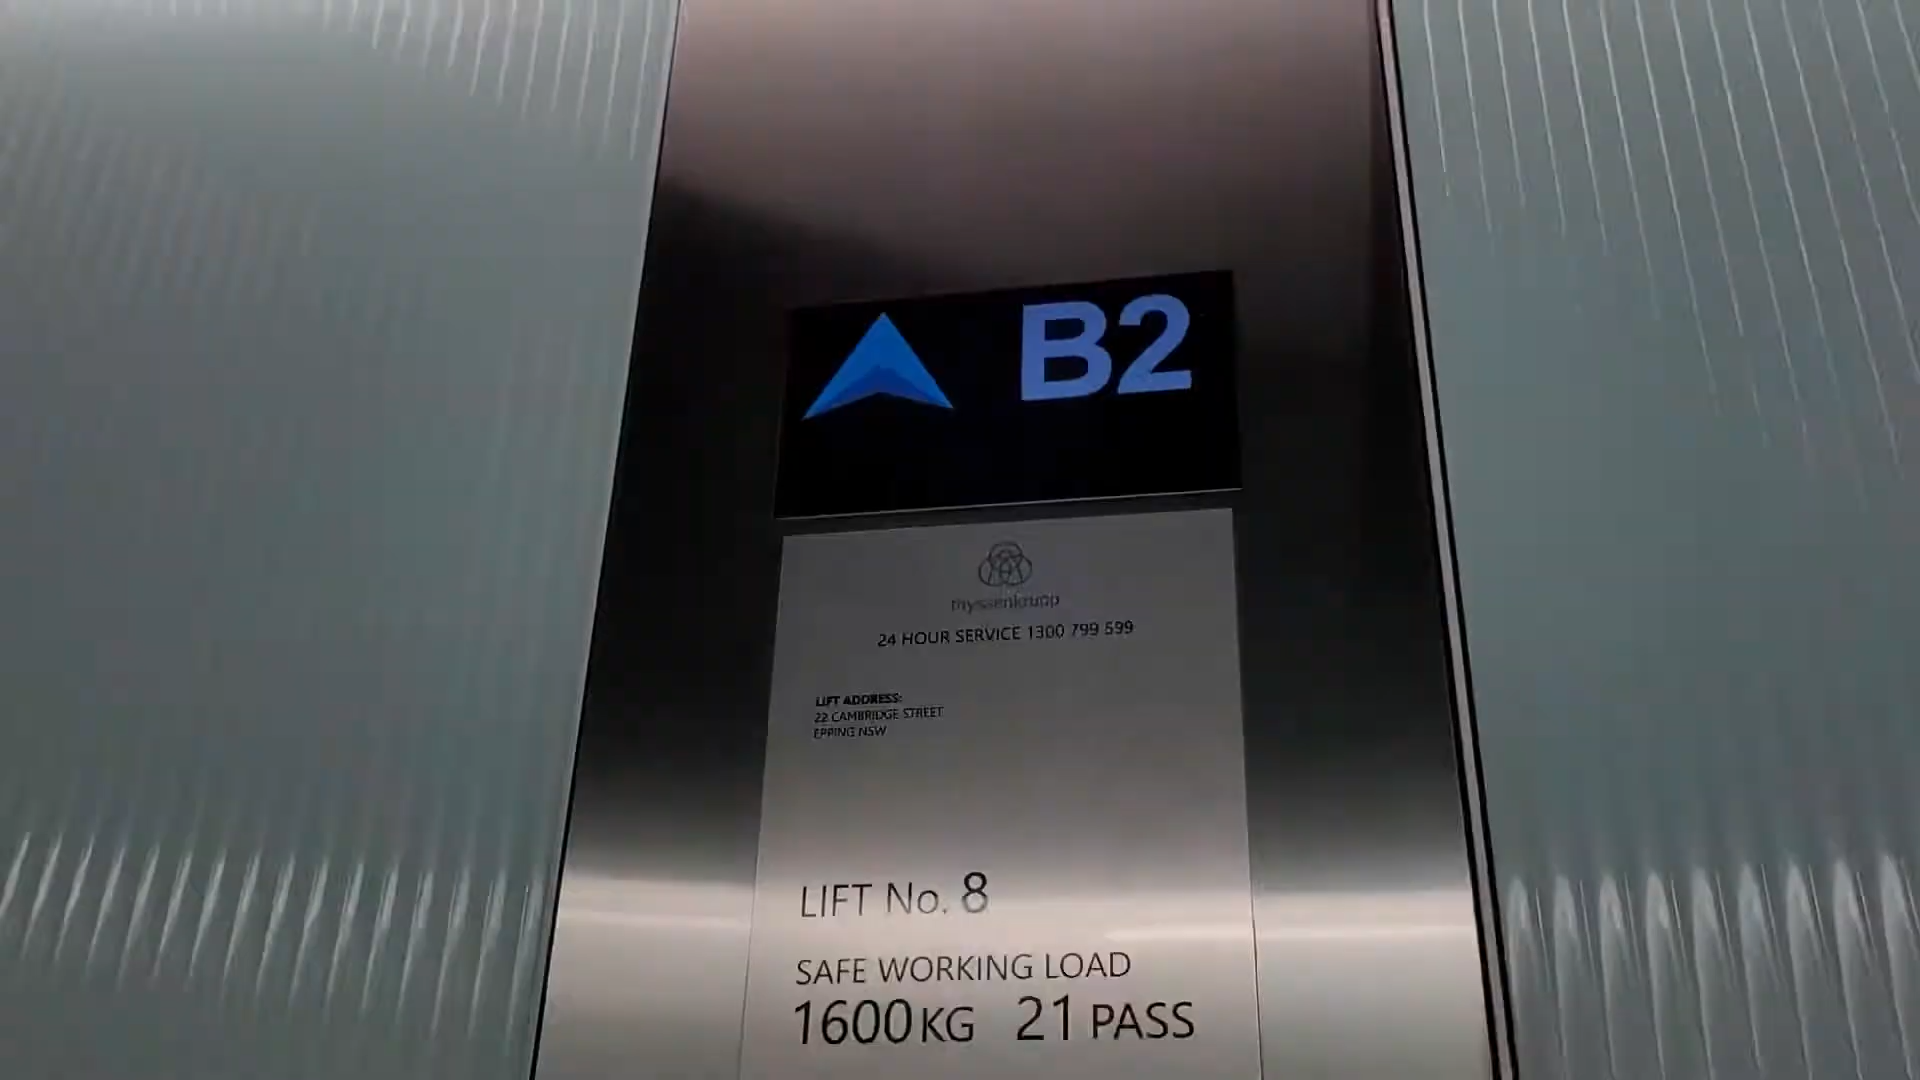 B2
thyssenkrupp
24 HOUR SERVICE 1300 799 599
LIFT ADDRESS:
22 CAMBRIDGE STREET
EPPING NSW
LIFT No. 8
SAFE WORKING LOAD
1600KG 21 PASS